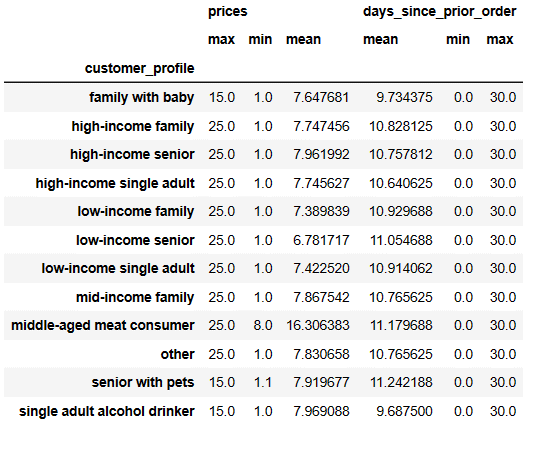 prices days_since_prior_order
max min mean mean min max
customer_profile
family with baby 15.0 1.0 7.647681 9.734375 0.0 30.0
high-income family 25.0 1.0 7.747456 10.828125 0.0 30.0
high-income senior 25.0 1.0 7.961992 10.757812 0.0 30.0
high-income single adult 25.0 1.0 7.745627 10.640625 0.0 30.0
low-income family 25.0 1.0 7.389839 10.929688 0.0 30.0
low-income senior 25.0 1.0 6.781717 11.054688 0.0 30.0
low-income single adult 25.0 1.0 7.422520 10.914062 0.0 30.0
mid-income family 25.0 1.0 7.867542 10.765625 0.0 30.0
middle-aged meat consumer 25.0 8.0 16.306383 11.179688 0.0 30.0
other 25.0 1.0 7.830658 10.765625 0.0 30.0
senior with pets 15.0 1.1 7.919677 11.242188 0.0 30.0
single adult alcohol drinker 15.0 1.0 7.969088 9.687500 0.0 30.0